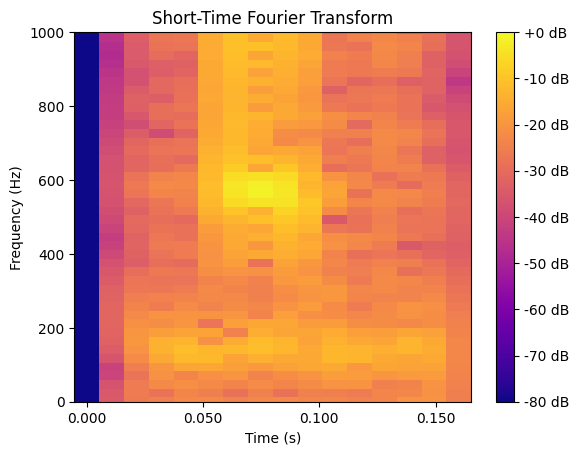 Short-Time Fourier Transform
1000
800
600
400
200
0
Frequency (Hz)
0.000
0.050
0.100
0.150
Time (s)
+0 dB
-10 dB
-20 dB
-30 dB
-40 dB
-50 dB
-60 dB
-70 dB
-80 dB